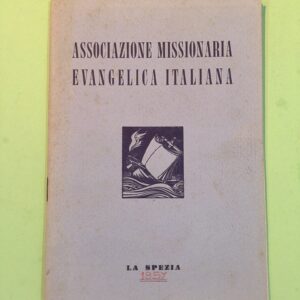 ASSOCIAZIONE MISSIONARIA
EVANGELICA ITALIANA
LA SPEZIA
1957